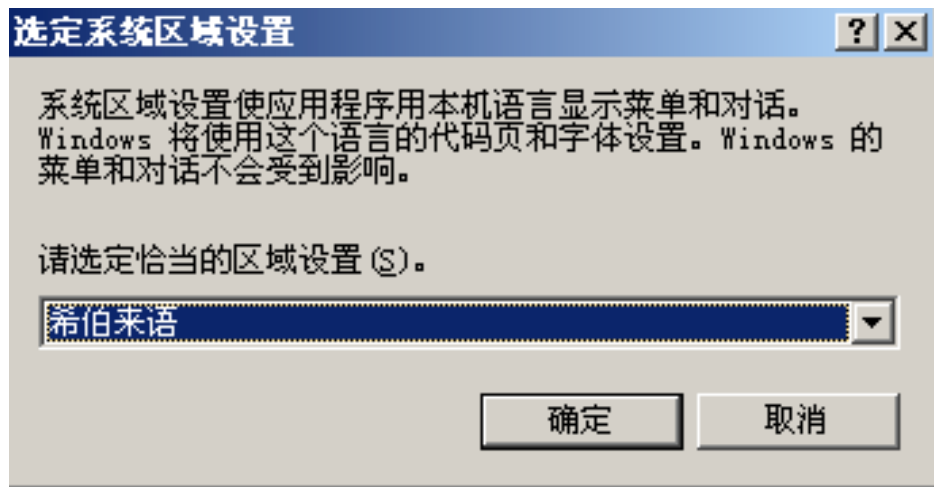 选定系统区域设置
系统区域设置使应用程序用本机语言显示菜单和对话。
Windows 将使用这个语言的代码页和字体设置。Windows 的
菜单和对话不会受到影响。
请选定恰当的区域设置(S)。
希伯来语
确定 取消